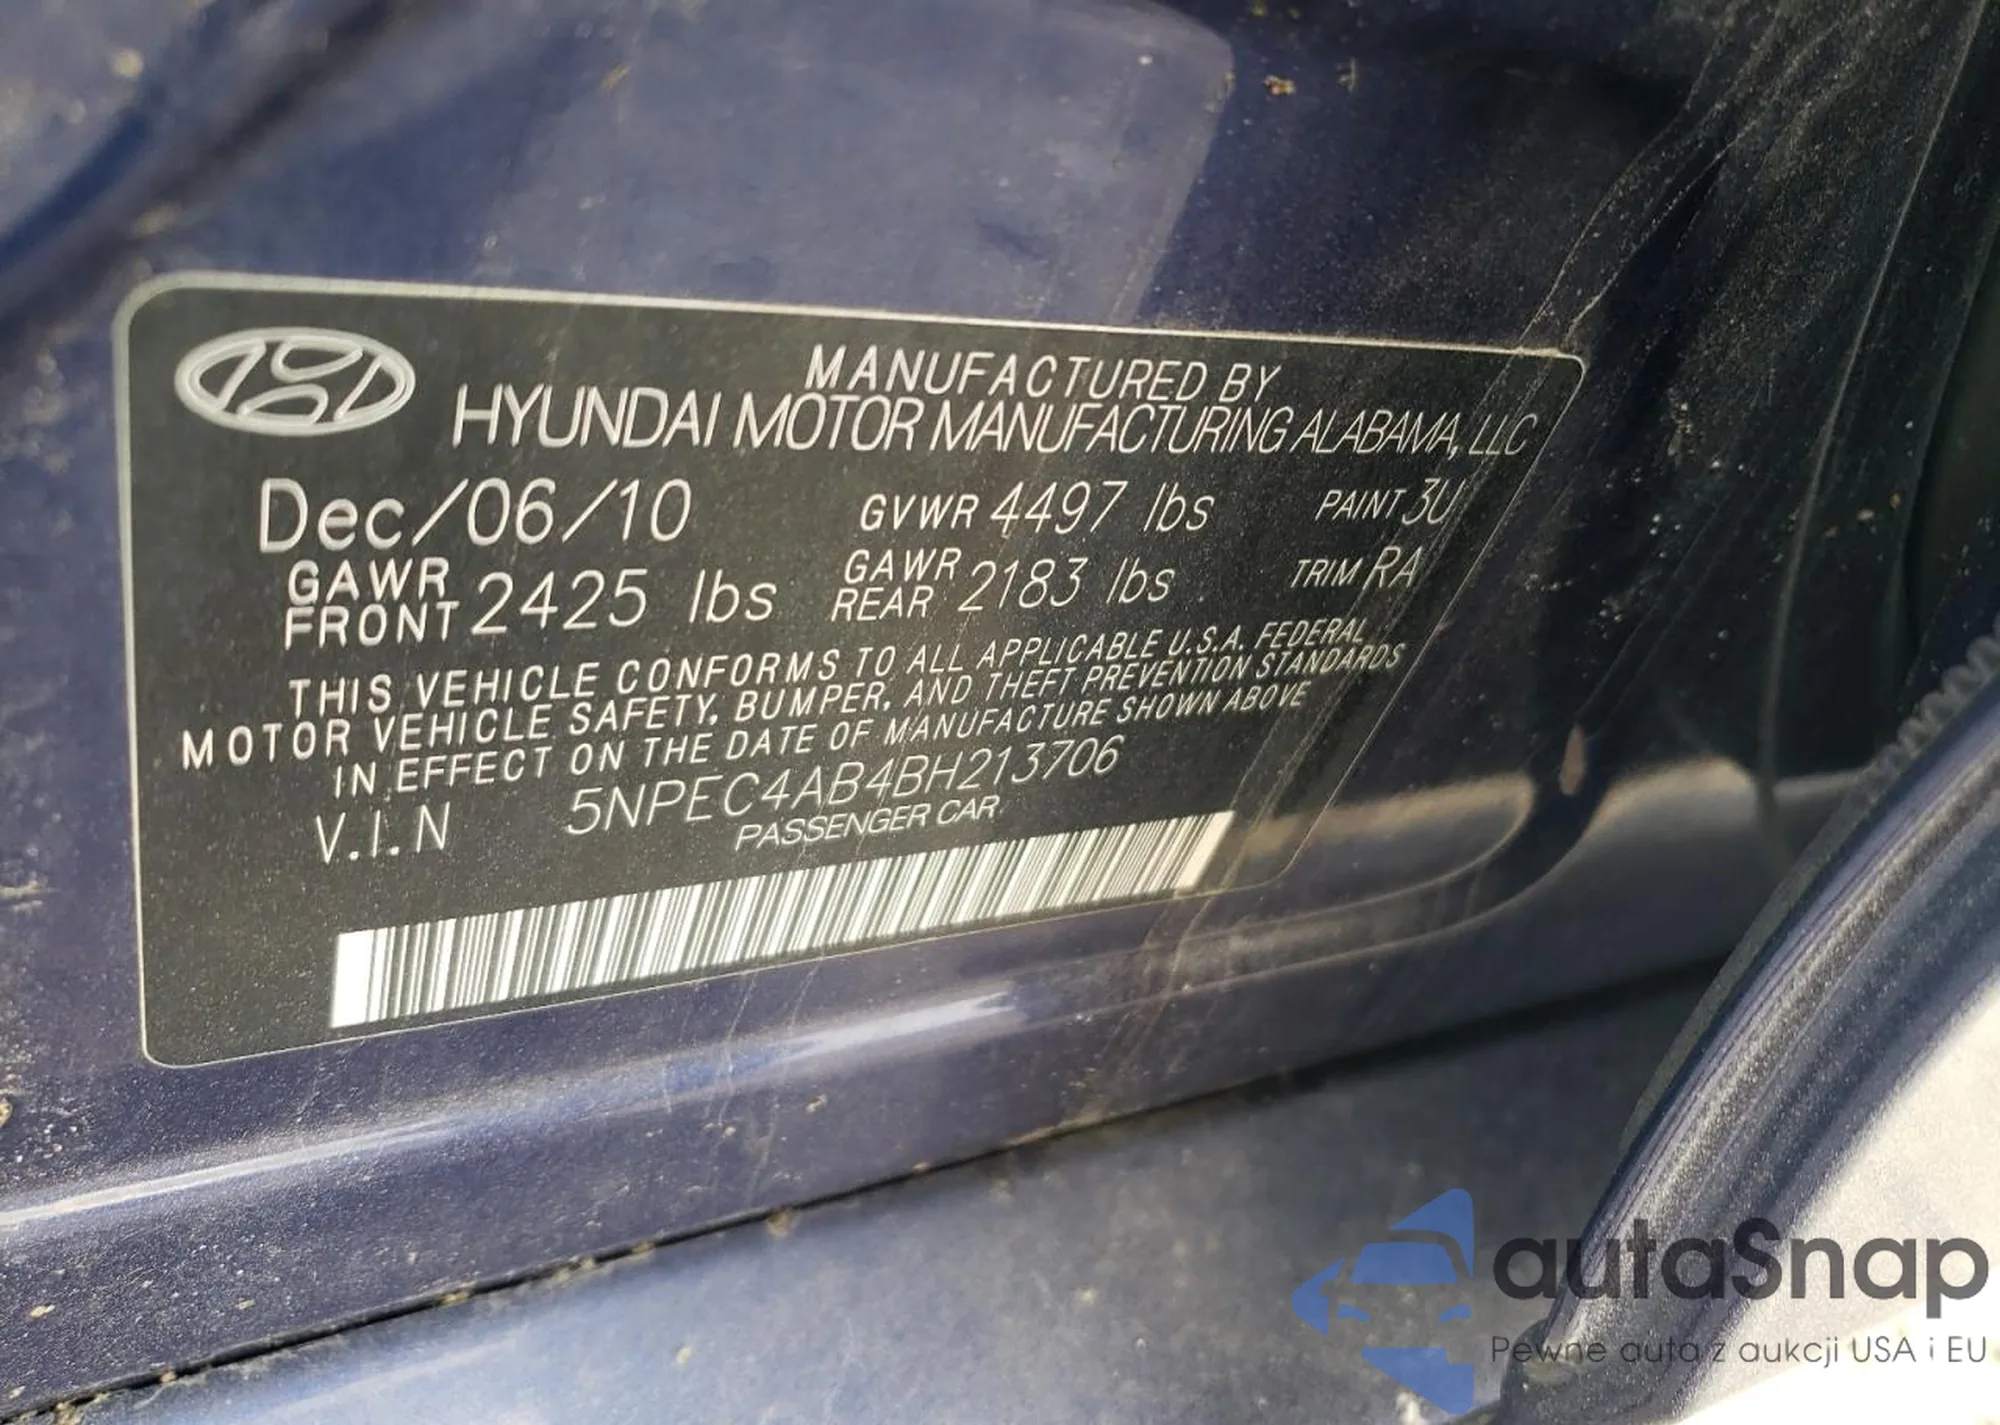 MANUFACTURED BY
HYUNDAI MOTOR MANUFACTURING ALABAMA, LLC
Dec/06/10 GVWR 4497 lbs PAINT 3U
GAWR FRONT 2425 lbs GAWR REAR 2183 lbs TRIM RA
THIS VEHICLE CONFORMS TO ALL APPLICABLE U.S.A. FEDERAL
MOTOR VEHICLE SAFETY, BUMPER, AND THEFT PREVENTION STANDARDS
IN EFFECT ON THE DATE OF MANUFACTURE SHOWN ABOVE
V.I.N 5NPEC4AB4BH213706
PASSENGER CAR
autaSnap
Pewne auta z aukcji USA i EU